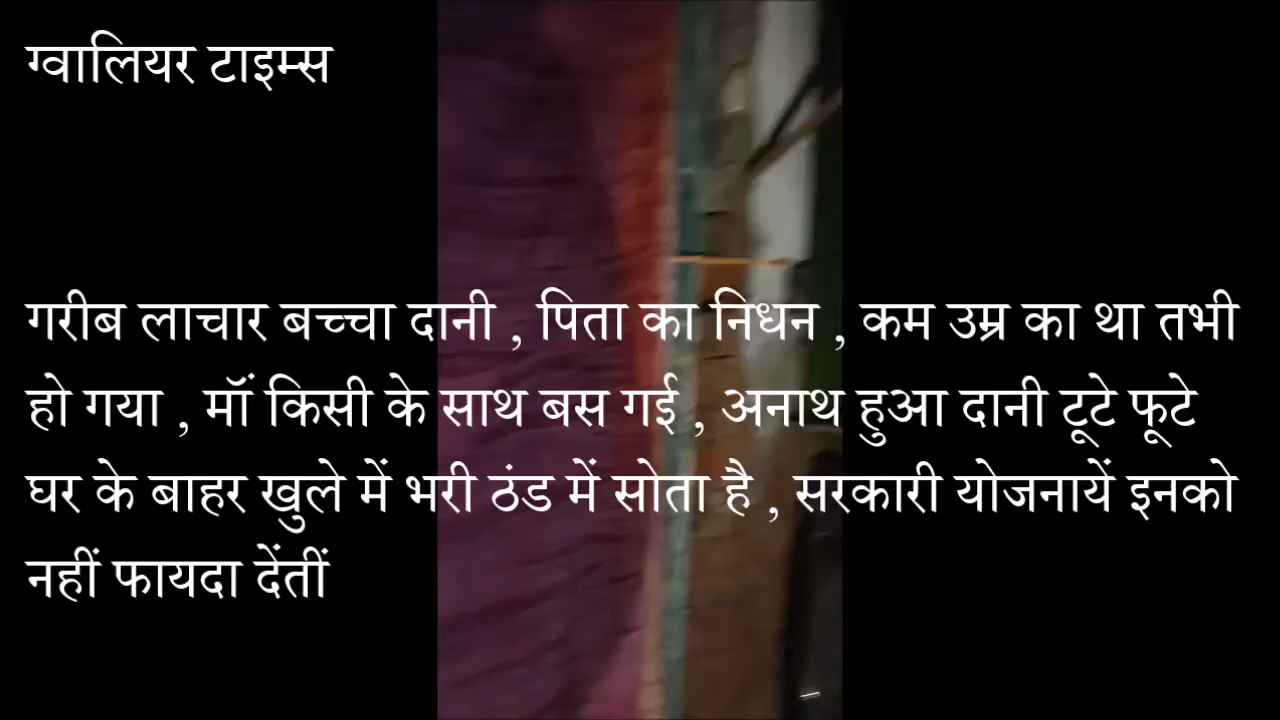 ग्वालियर टाइम्स
गरीब लाचार बच्चा दानी , पिता का निधन , कम उम्र का था तभी
हो गया , मॉं किसी के साथ बस गई , अनाथ हुआ दानी टूटे फूटे
घर के बाहर खुले में भरी ठंड में सोता है , सरकारी योजनायें इनको
नहीं फायदा देंतीं